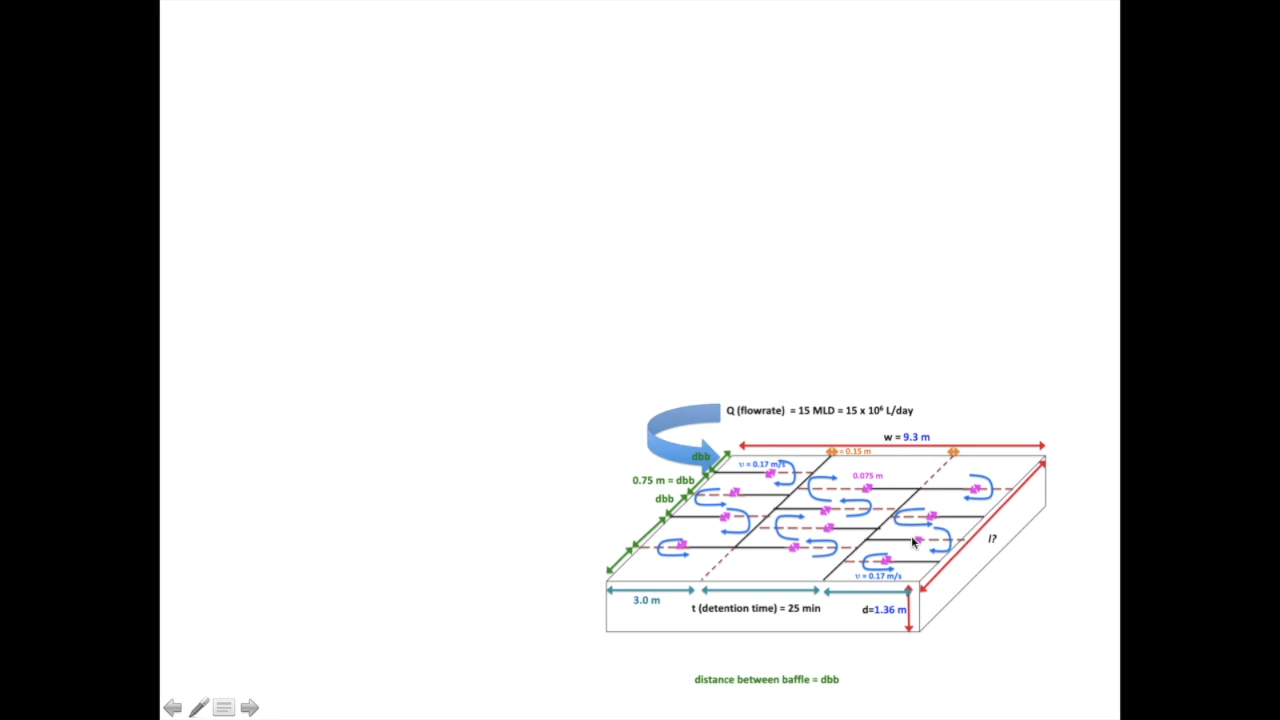 Q (flowrate) = 15 MLD = 15 x 10⁶ L/day
w = 9.3 m
= 0.15 m
dbb
υ = 0.17 m/s
0.075 m
0.75 m = dbb
dbb
l?
υ = 0.17 m/s
3.0 m
t (detention time) = 25 min
d=1.36 m
distance between baffle = dbb